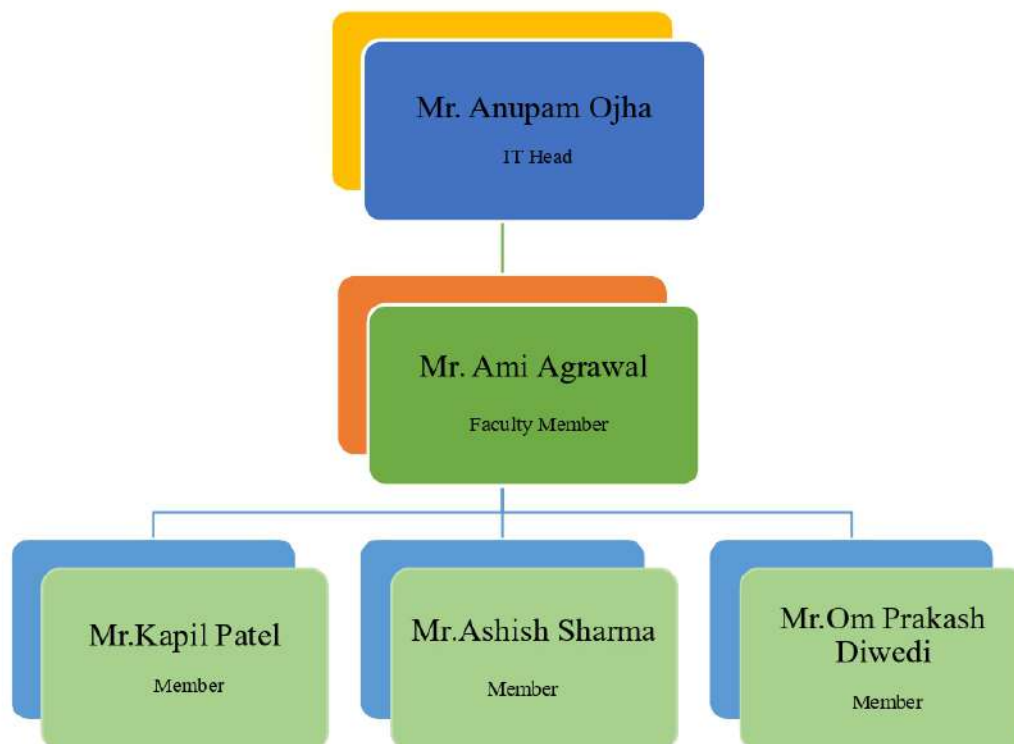 Mr. Anupam Ojha
IT Head
Mr. Ami Agrawal
Faculty Member
Mr.Kapil Patel
Member
Mr.Ashish Sharma
Member
Mr.Om Prakash
Diwedi
Member